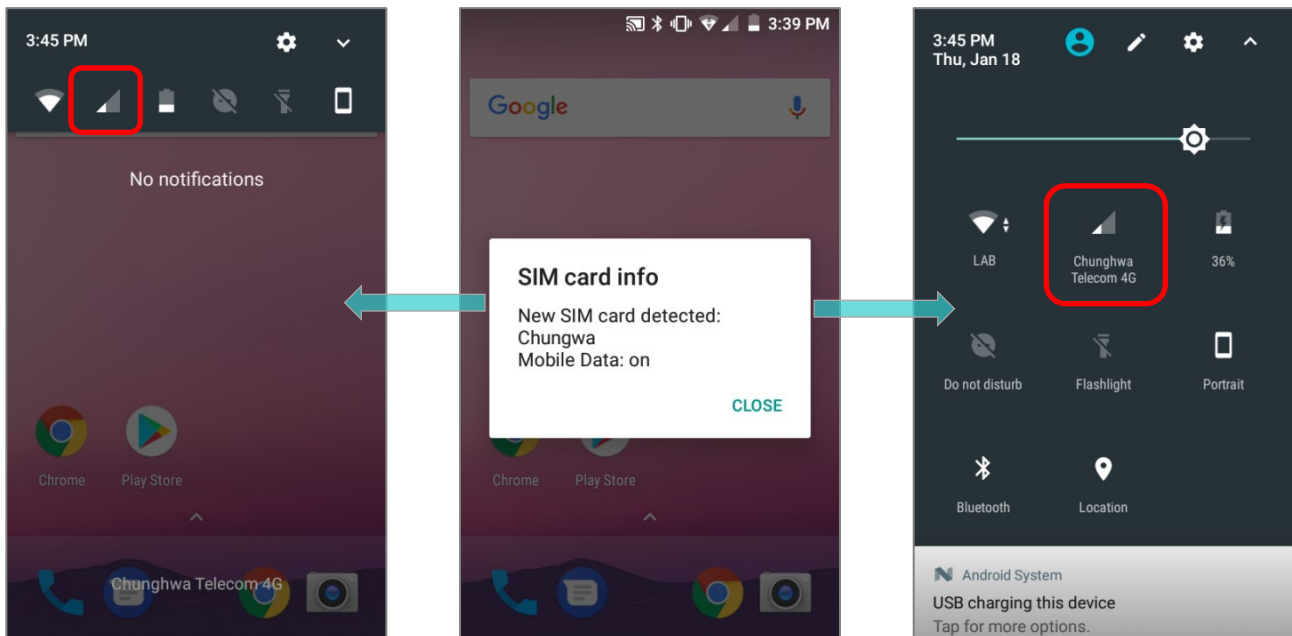 3:45 PM
No notifications
Chrome
Play Store
Chunghwa Telecom 4G
3:39 PM
Google
SIM card info
New SIM card detected:
Chungwa
Mobile Data: on
CLOSE
Chrome
Play Store
3:45 PM
Thu, Jan 18
LAB
Chunghwa
Telecom 4G
36%
Do not disturb
Flashlight
Portrait
Bluetooth
Location
Android System
USB charging this device
Tap for more options.